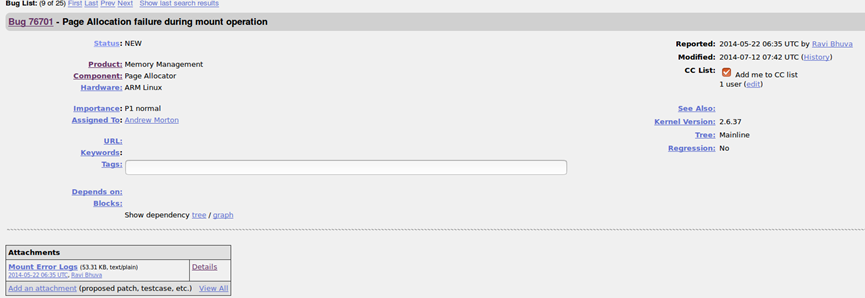 Bug List: (9 of 25) First Last Prev Next Show last search results
Bug 76701 - Page Allocation failure during mount operation
Status: NEW
Product: Memory Management
Component: Page Allocator
Hardware: ARM Linux
Importance: P1 normal
Assigned To: Andrew Morton
URL:
Keywords:
Tags:
Depends on:
Blocks:
Show dependency tree / graph
Reported: 2014-05-22 06:35 UTC by Ravi Bhuva
Modified: 2014-07-12 07:42 UTC (History)
CC List: Add me to CC list
1 user (edit)
See Also:
Kernel Version: 2.6.37
Tree: Mainline
Regression: No
Attachments
Mount Error Logs (53.31 KB, text/plain) Details
2014-05-22 06:35 UTC, Ravi Bhuva
Add an attachment (proposed patch, testcase, etc.) View All